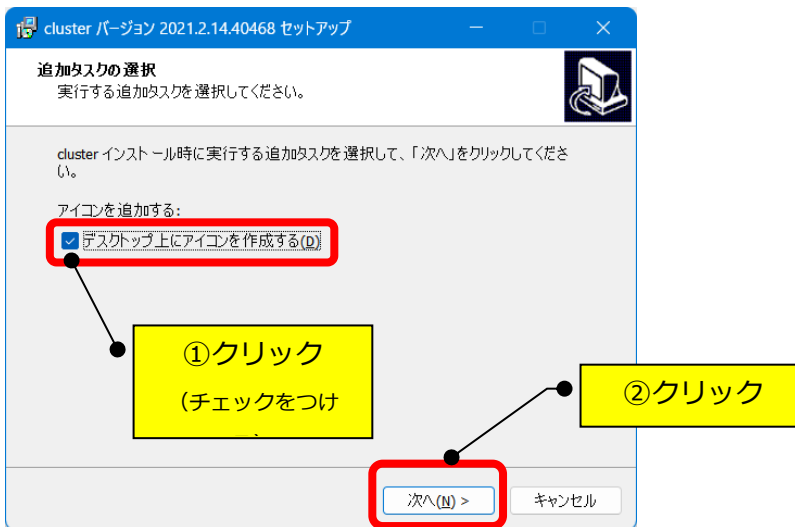 cluster バージョン 2021.2.14.40468 セットアップ
追加タスクの選択
実行する追加タスクを選択してください。
cluster インストール時に実行する追加タスクを選択して、「次へ」をクリックしてくださ
い。
アイコンを追加する:
デスクトップ上にアイコンを作成する(D)
①クリック
（チェックをつけ
②クリック
次へ(N) >
キャンセル